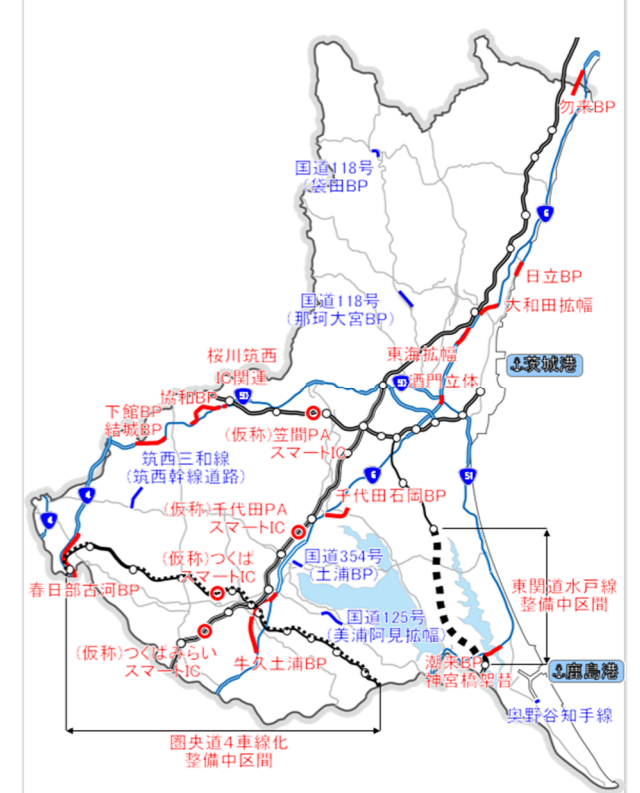 勿来BP
国道118号
(袋田BP
6
日立BP
国道118号
(那珂大宮BP)
大和田拡幅
桜川筑西
IC関連
東海拡幅
茨城港
50
酒門立体
協和BP
50
下館BP
結城BP
(仮称)笠間PA
スマートIC
筑西三和線
(筑西幹線道路)
6
51
4
千代田石岡BP
(仮称)千代田PA
スマートIC
4
国道354号
(土浦BP)
(仮称)つくば
スマートIC
東関道水戸線
整備中区間
春日部古河BP
国道125号
(美浦阿見拡幅)
(仮称)つくばみらい
スマートIC
牛久土浦BP
潮来BP
神宮橋架替
鹿島港
奥野谷知手線
圏央道4車線化
整備中区間